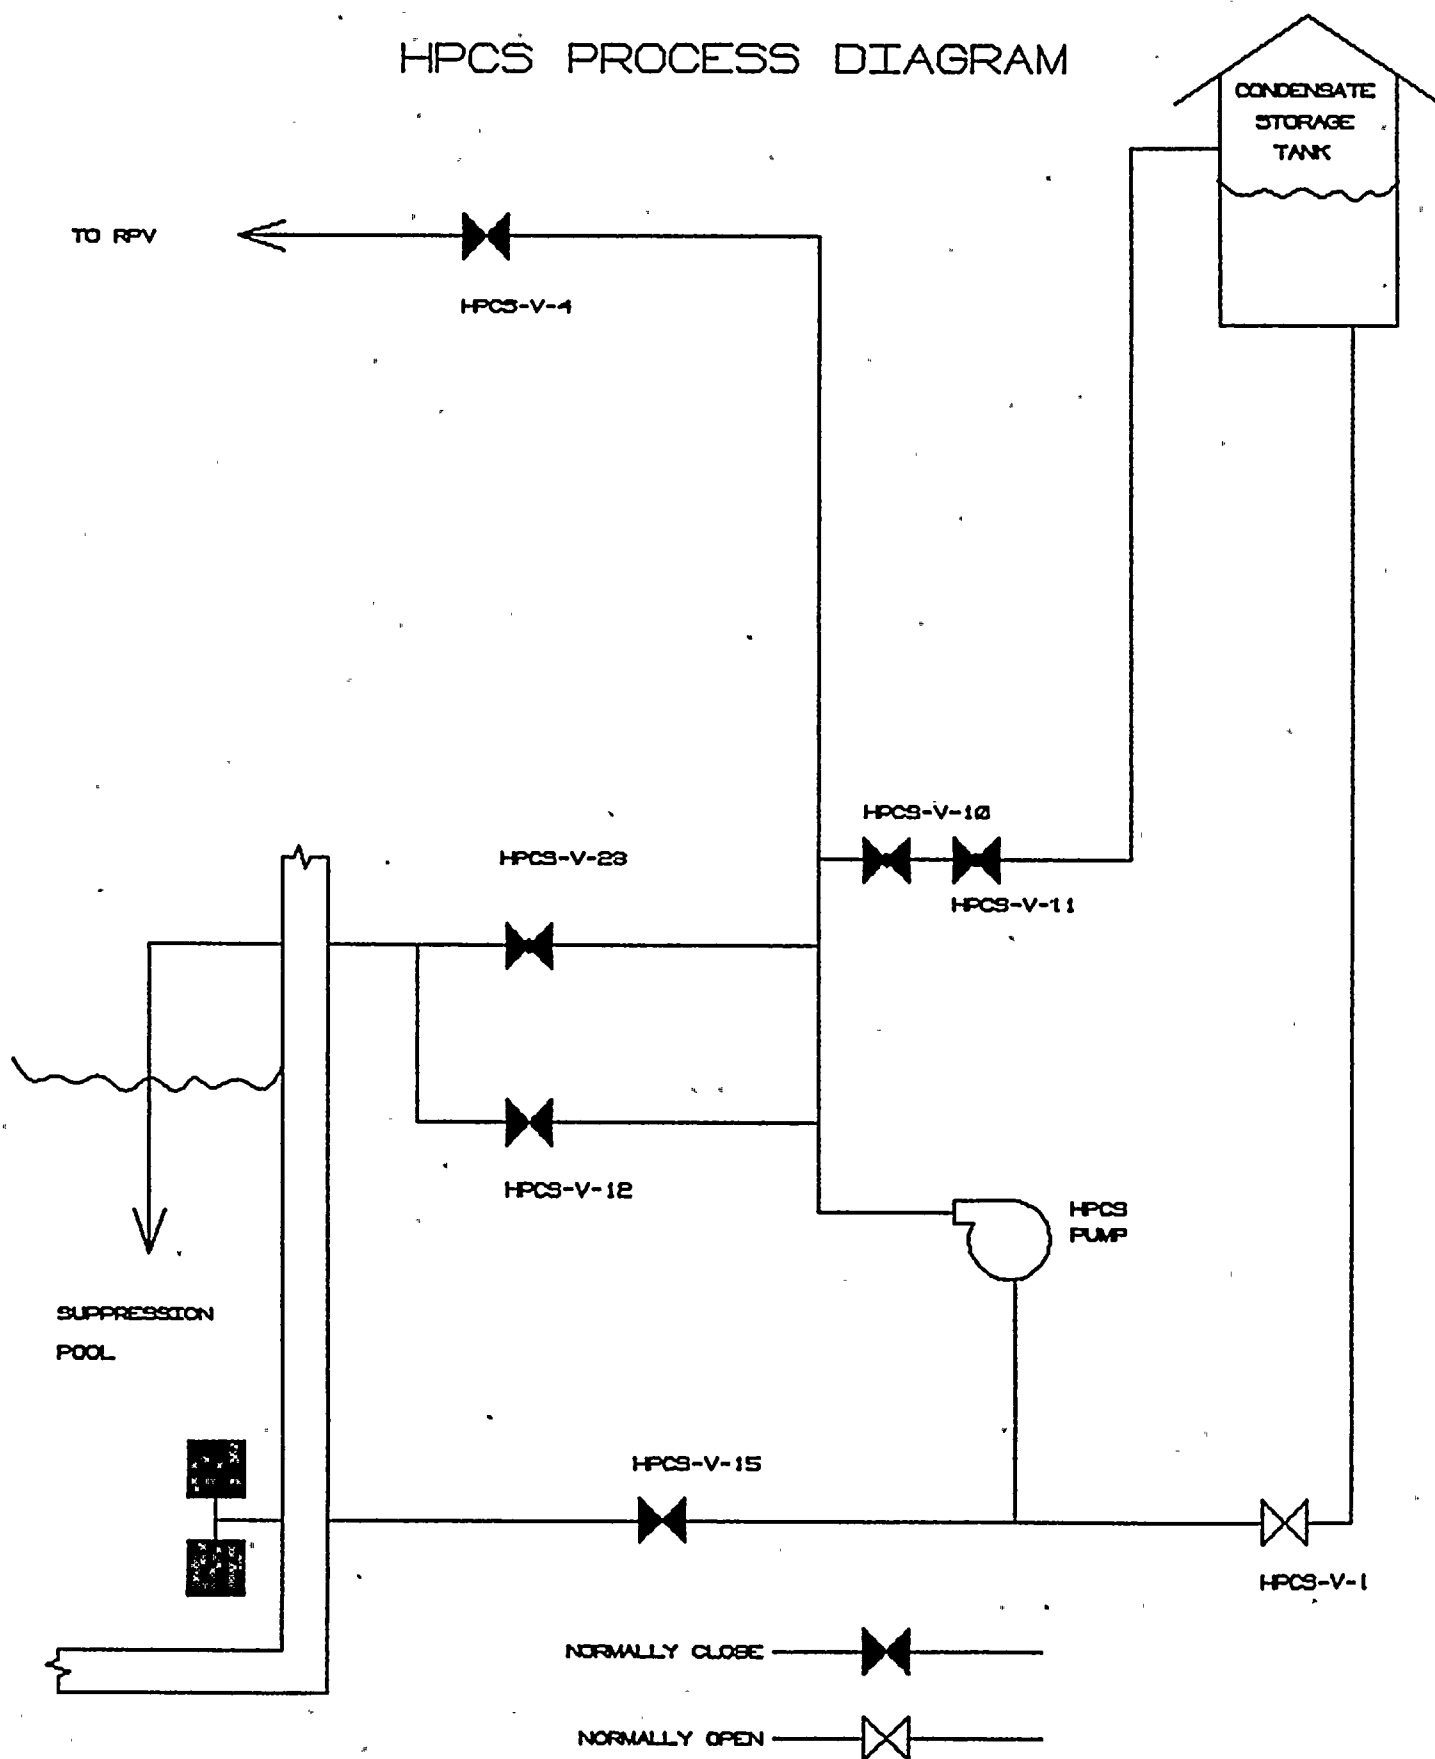 HPCS PROCESS DIAGRAM
CONDENSATE
STORAGE
TANK
TO RPV
HPCS-V-4
HPCS-V-10
HPCS-V-23
HPCS-V-11
HPCS-V-12
HPCS
PUMP
SUPPRESSION
POOL
HPCS-V-15
HPCS-V-1
NORMALLY CLOSE
NORMALLY OPEN